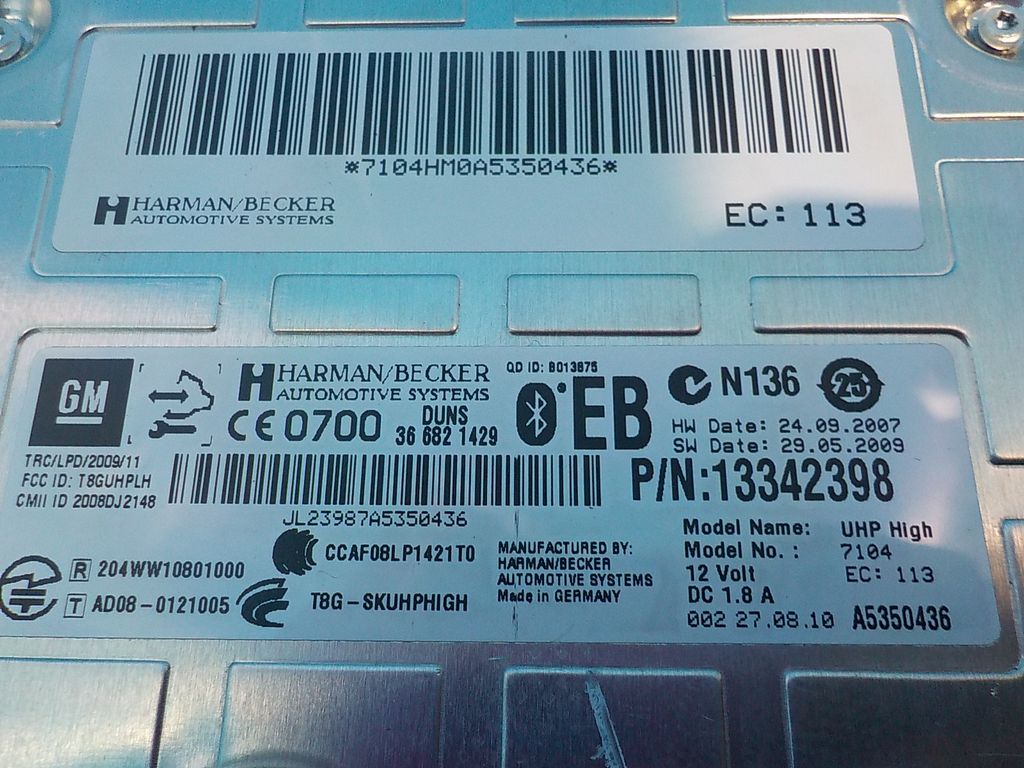 *7104HM0A5350436*
HARMAN/BECKER
AUTOMOTIVE SYSTEMS
EC: 113
GM
HARMAN/BECKER
AUTOMOTIVE SYSTEMS
CE 0700
DUNS
36 682 1429
QD ID: B013875
EB
N136
25
HW Date: 24.09.2007
SW Date: 29.05.2009
TRC/LPD/2009/11
FCC ID: T8GUHPLH
CMII ID 2008DJ2148
P/N:13342398
JL23987A5350436
R 204WW10801000
T AD08-0121005
CCAF08LP1421T0
T8G-SKUHPHIGH
MANUFACTURED BY:
HARMAN/BECKER
AUTOMOTIVE SYSTEMS
Made in GERMANY
Model Name: UHP High
Model No. : 7104
12 Volt EC: 113
DC 1.8 A
002 27.08.10 A5350436